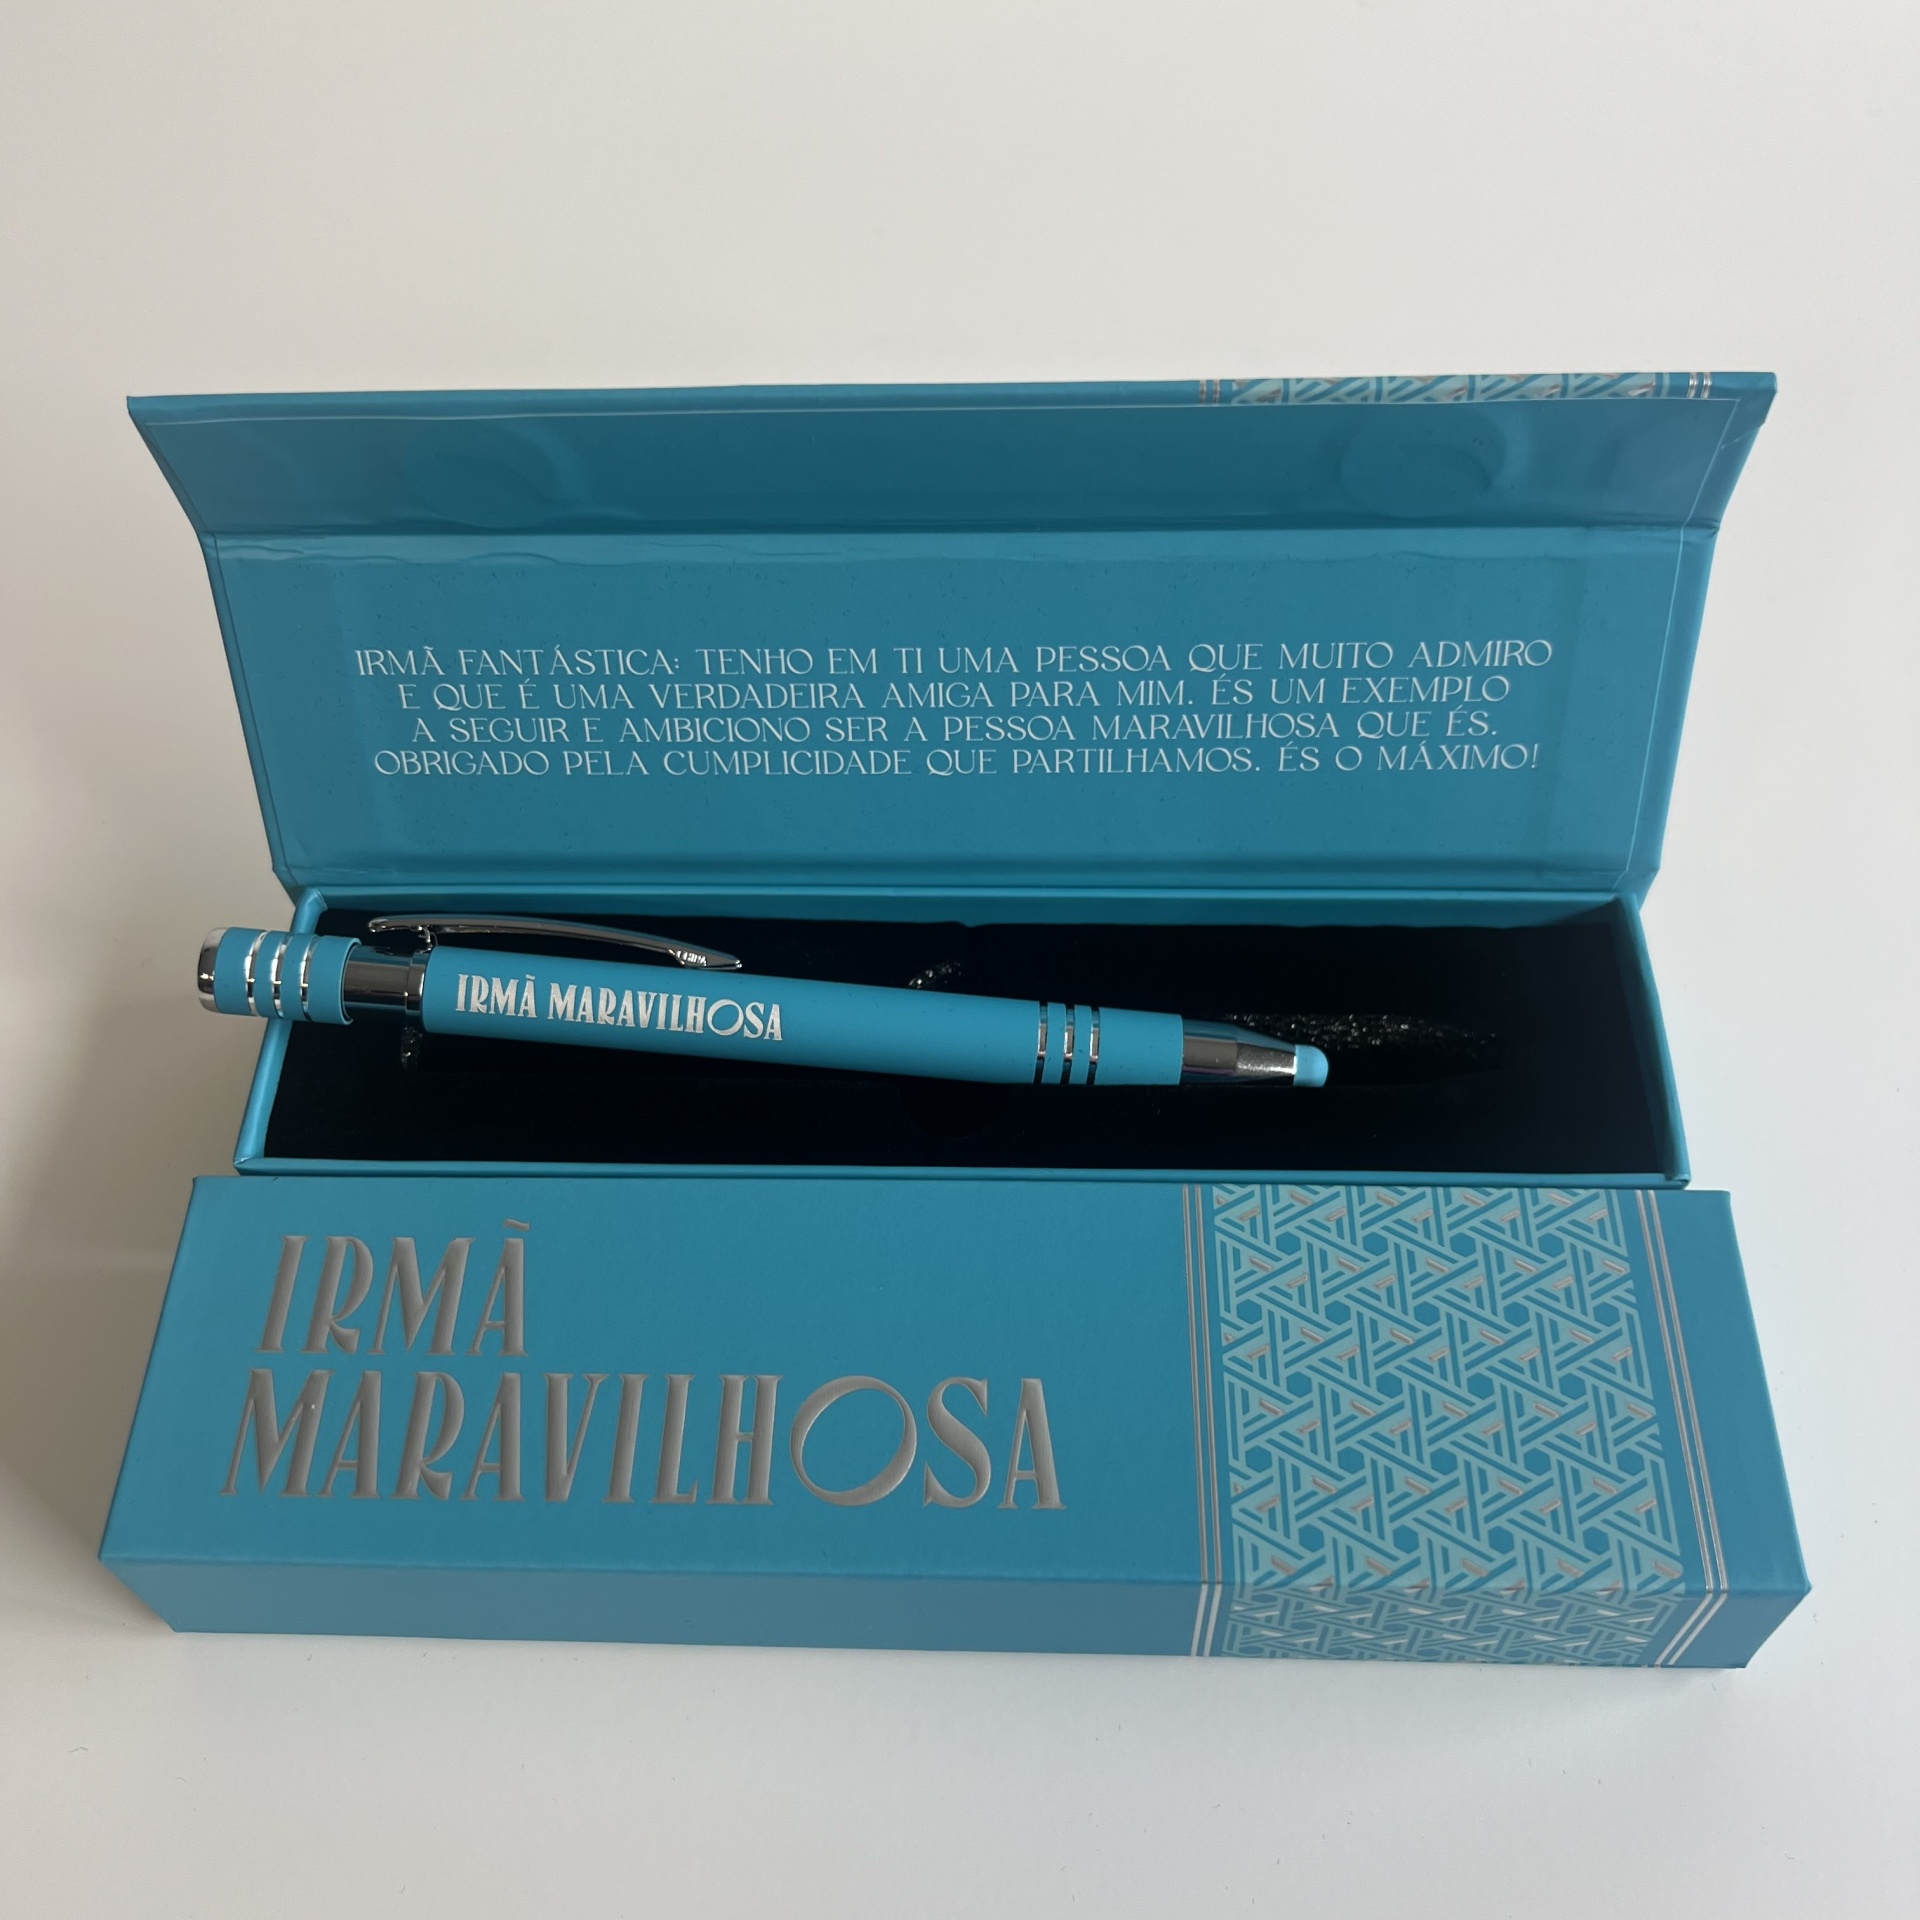 IRMÃ FANTÁSTICA: TENHO EM TI UMA PESSOA QUE MUITO ADMIRO
E QUE É UMA VERDADEIRA AMIGA PARA MIM. ÉS UM EXEMPLO
A SEGUIR E AMBICIONO SER A PESSOA MARAVILHOSA QUE ÉS.
OBRIGADO PELA CUMPLICIDADE QUE PARTILHAMOS. ÉS O MÁXIMO!
IRMÃ MARAVILHOSA
IRMÃ
MARAVILHOSA